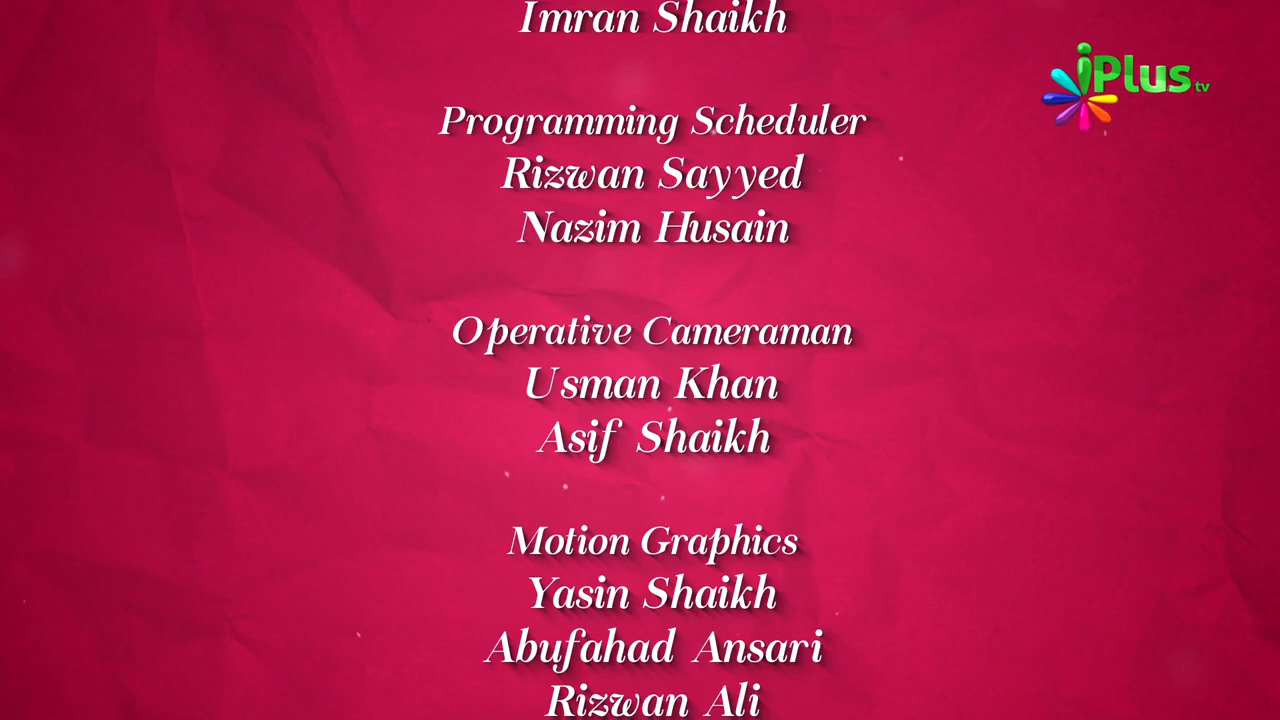 Imran Shaikh
iPlus tv
Programming Scheduler
Rizwan Sayyed
Nazim Husain
Operative Cameraman
Usman Khan
Asif Shaikh
Motion Graphics
Yasin Shaikh
Abufahad Ansari
Rizwan Ali